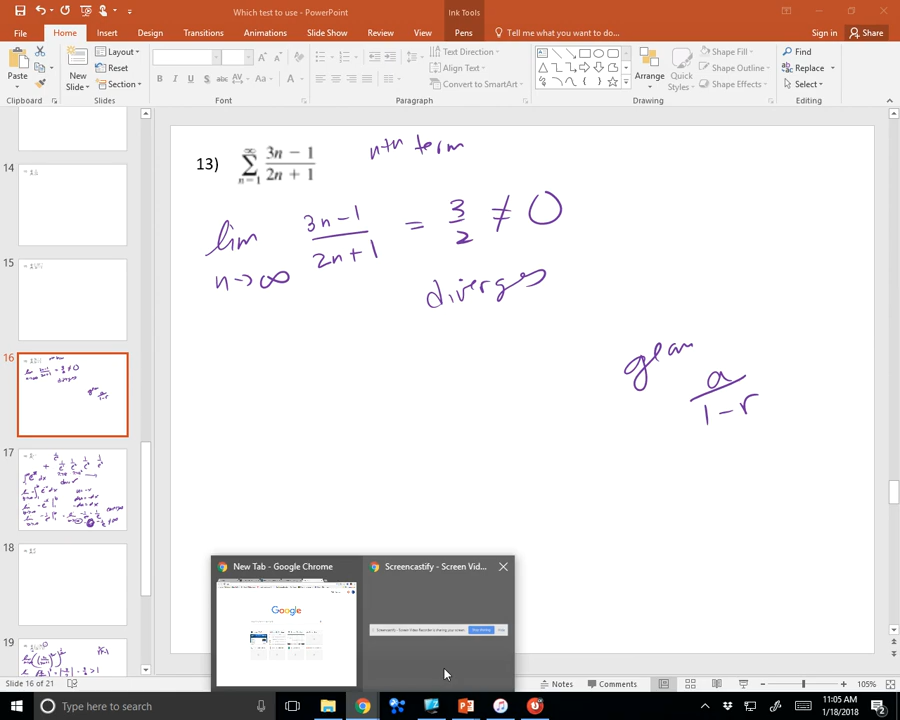 Which test to use - PowerPoint
Ink Tools
File
Home
Insert
Design
Transitions
Animations
Slide Show
Review
View
Pens
Tell me what you want to do...
Sign in
Share
Paste
New
Slide
Layout
Reset
Section
B I U S abc AV Aa A
Text Direction
Align Text
Convert to SmartArt
Arrange
Quick
Styles
Shape Fill
Shape Outline
Shape Effects
Find
Replace
Select
Clipboard
Slides
Font
Paragraph
Drawing
Editing
14
15
16
17
18
19
13) ∞ ∑ n=1 3n − 1 / 2n + 1
nth term
lim n→∞ 3n−1 / 2n+1 = 3/2 ≠ 0
diverges
a / 1−r
New Tab - Google Chrome
Screencastify - Screen Vid...
Google
Slide 16 of 21
Notes
Comments
105%
Type here to search
11:05 AM
1/18/2018
2